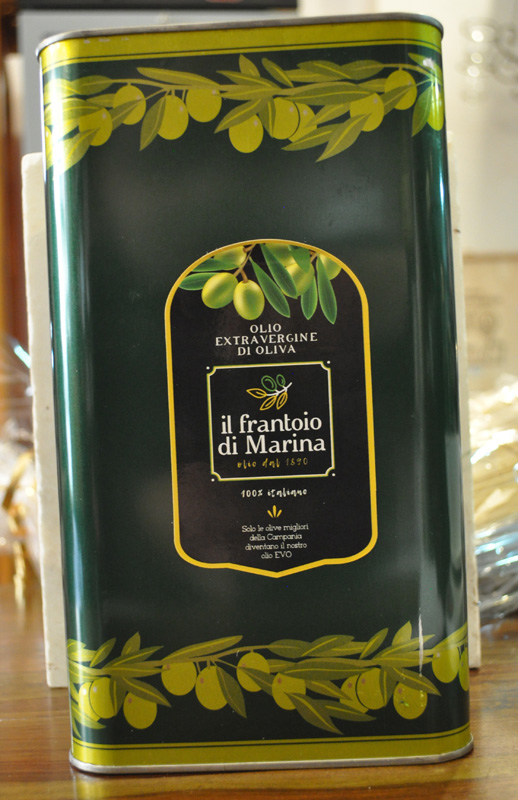 OLIO
EXTRAVERGINE
DI OLIVA
il frantoio
di Marina
olio dal 1890
100% italiano
Solo le olive migliori
della Campania
diventano il nostro
olio EVO